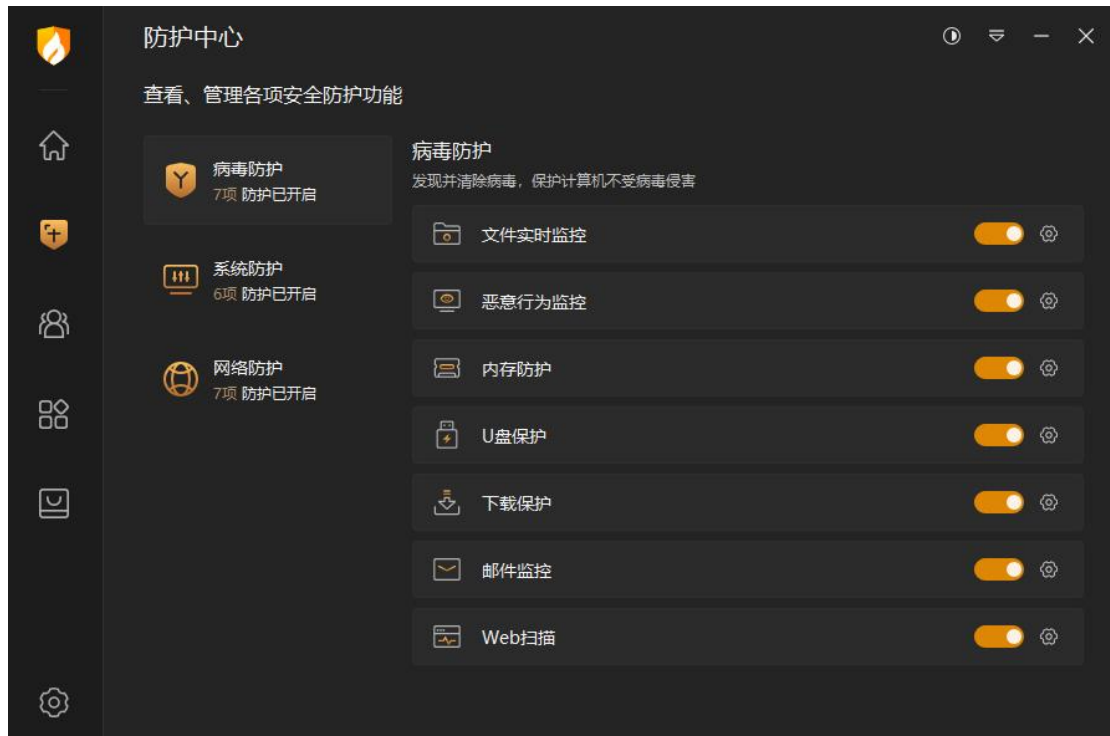 防护中心
查看、管理各项安全防护功能
病毒防护
7项 防护已开启
系统防护
6项 防护已开启
网络防护
7项 防护已开启
病毒防护
发现并清除病毒，保护计算机不受病毒侵害
文件实时监控
恶意行为监控
内存防护
U盘保护
下载保护
邮件监控
Web扫描